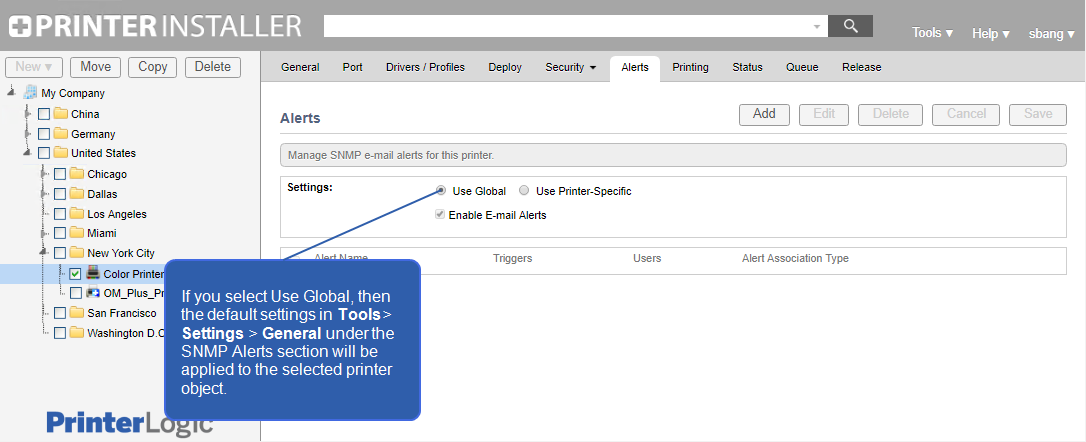 PRINTER INSTALLER
Tools ▾ Help ▾ sbang ▾
New ▾ Move Copy Delete
General Port Drivers / Profiles Deploy Security ▾ Alerts Printing Status Queue Release
My Company
China
Germany
United States
Chicago
Dallas
Los Angeles
Miami
New York City
Color Printer
OM_Plus_Pr
San Francisco
Washington D.C
Alerts
Add Edit Delete Cancel Save
Manage SNMP e-mail alerts for this printer.
Settings: Use Global Use Printer-Specific
Enable E-mail Alerts
Alert Name Triggers Users Alert Association Type
If you select Use Global, then
the default settings in Tools >
Settings > General under the
SNMP Alerts section will be
applied to the selected printer
object.
PrinterLogic